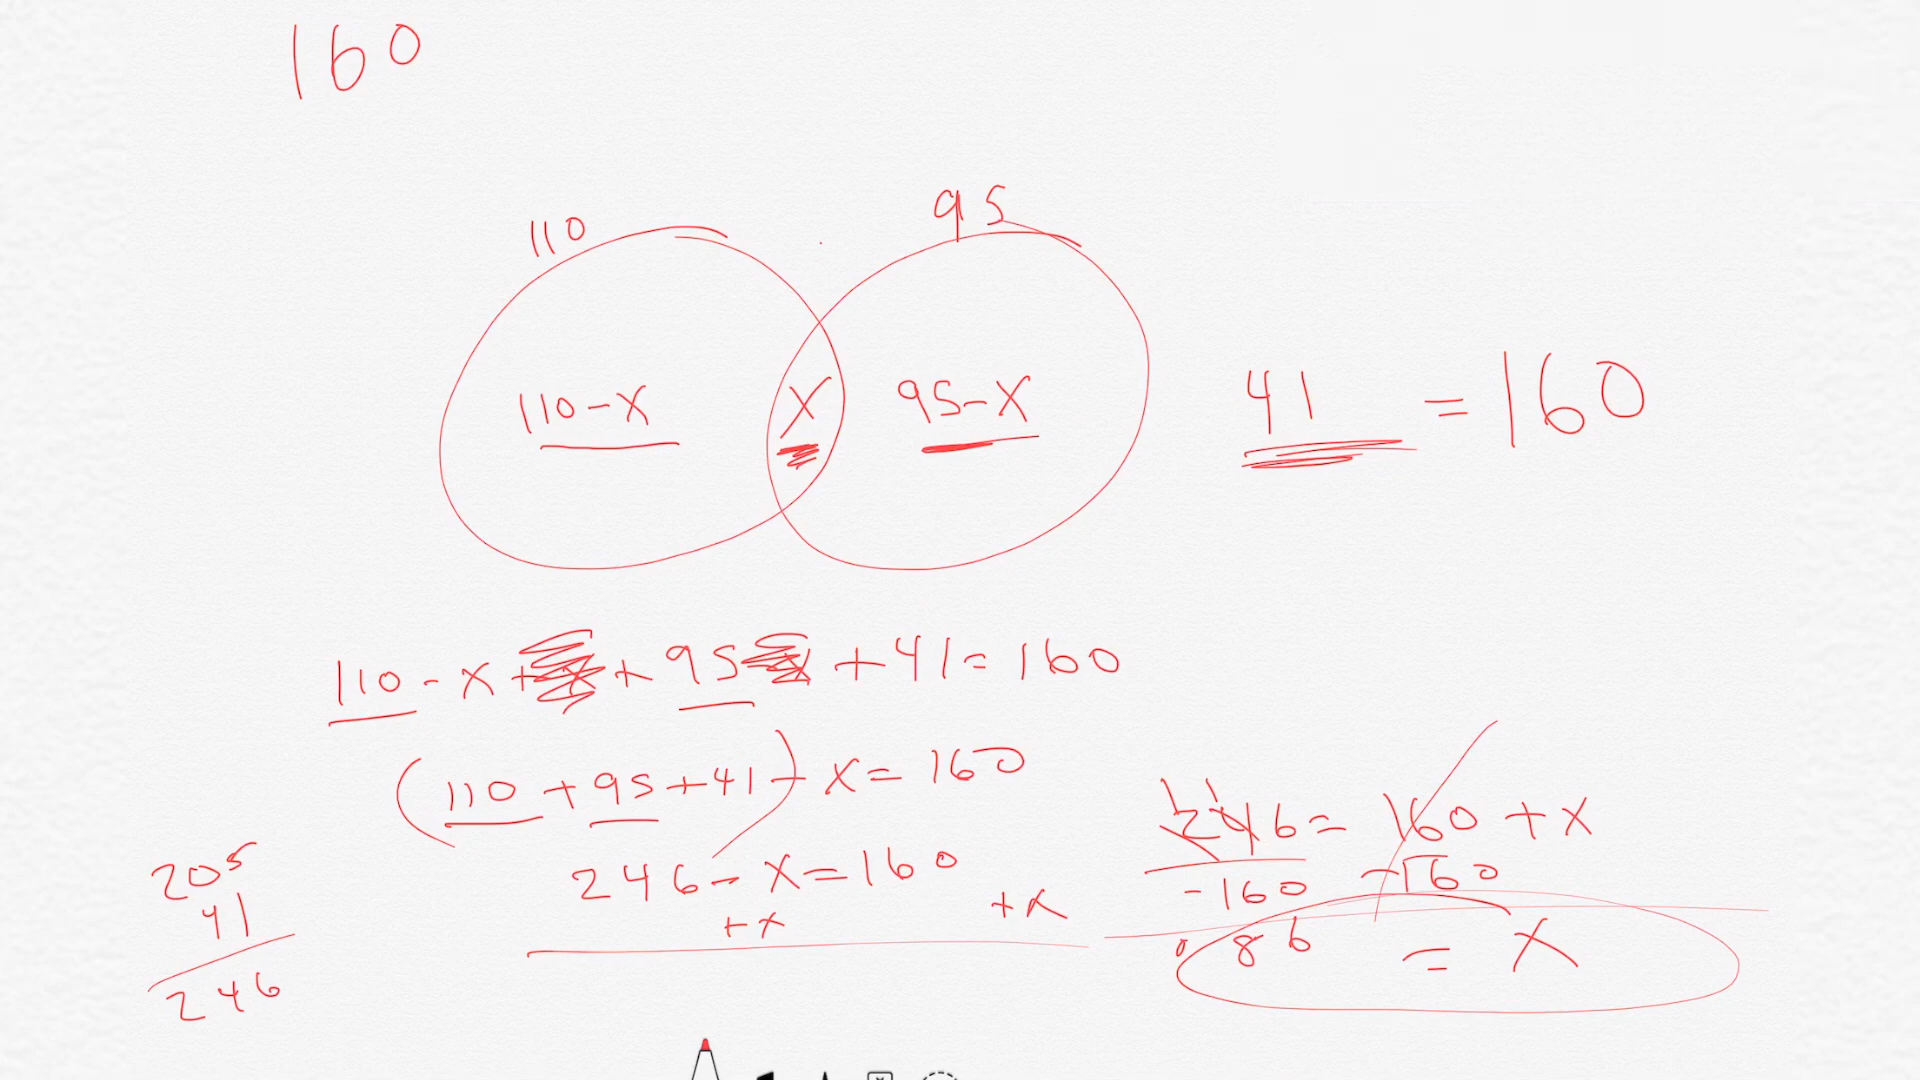 160
110
95
110-x
x
95-x
41 = 160
110 - x + 95 + 41 = 160
(110 + 95 + 41) - x = 160
246 - x = 160
+x +x
205
41
246
246 = 160 + x
-160 -160
86 = x